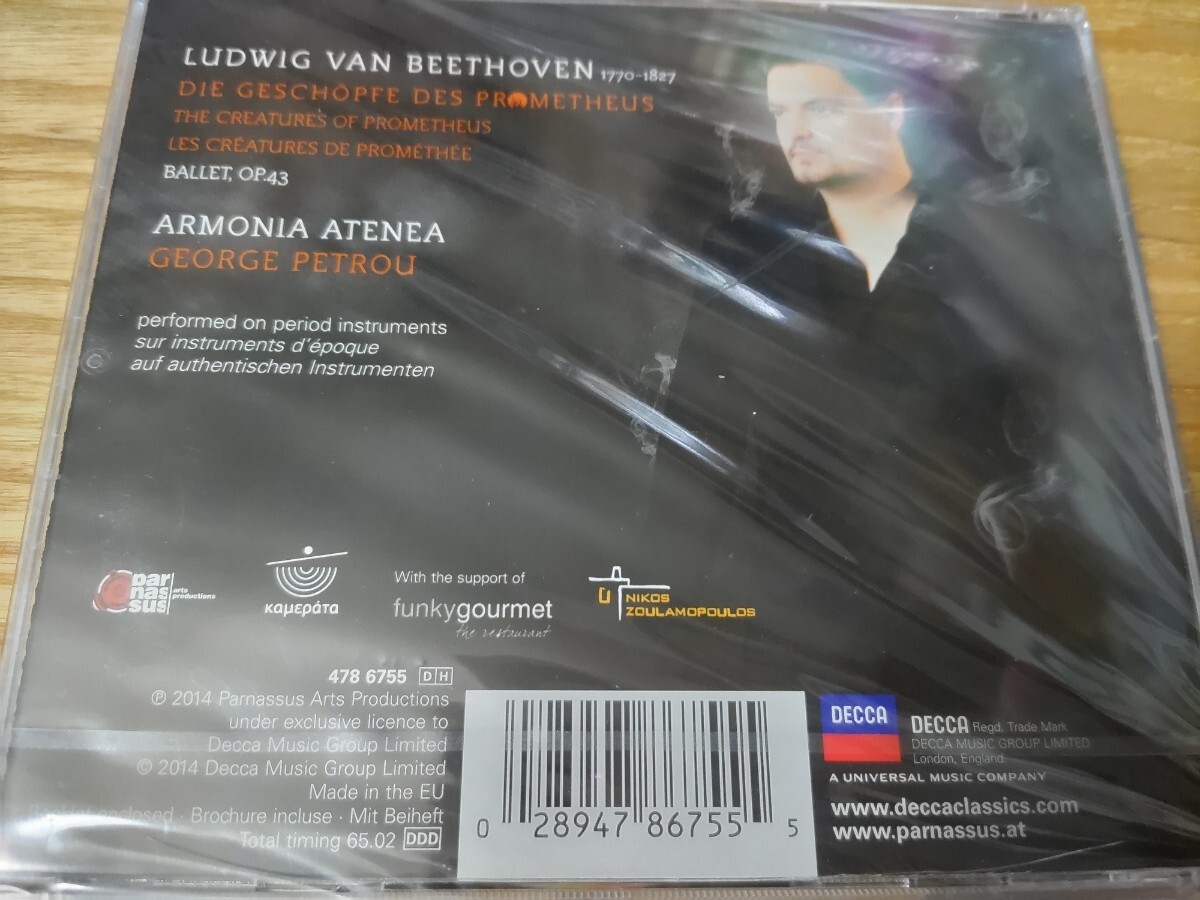 LUDWIG VAN BEETHOVEN 1770-1827
DIE GESCHÖPFE DES PROMETHEUS
THE CREATURES OF PROMETHEUS
LES CRÉATURES DE PROMÉTHÉE
BALLET, OP.43
ARMONIA ATENEA
GEORGE PETROU
performed on period instruments
sur instruments d'époque
auf authentischen Instrumenten
par
nas
sus
arts
productions
καμεράτα
With the support of
funkygourmet
the restaurant
NIKOS
ZOULAMOPOULOS
478 6755 DH
℗ 2014 Parnassus Arts Productions
under exclusive licence to
Decca Music Group Limited
© 2014 Decca Music Group Limited
Made in the EU
enclosed · Brochure incluse · Mit Beiheft
Total timing 65.02 DDD
0 28947 86755 5
DECCA
DECCA Regd. Trade Mark
DECCA MUSIC GROUP LIMITED
London, England
A UNIVERSAL MUSIC COMPANY
www.deccaclassics.com
www.parnassus.at